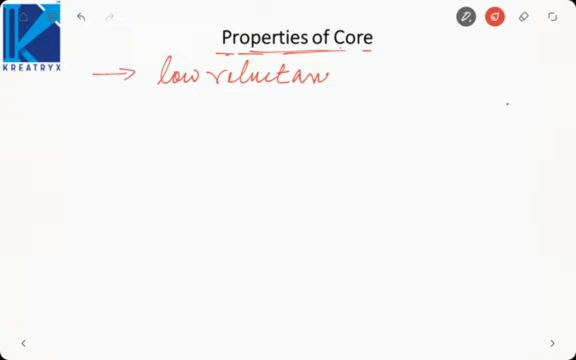 KREATRYX
Properties of Core
→ low reluctan